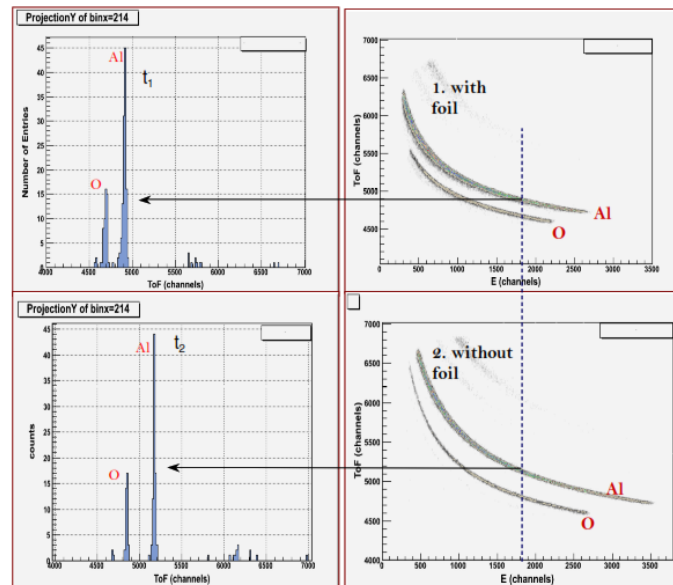 ProjectionY of binx=214
Number of Entries
45
40
35
30
25
20
15
10
5
0
4000 4500 5000 5500 6000 6500 7000
ToF (channels)
Al
t1
O
ToF (channels)
7000
6500
6000
5500
5000
4500
0 500 1000 1500 2000 2500 3000 3500
E (channels)
1. with
foil
Al
O
ProjectionY of binx=214
counts
45
40
35
30
25
20
15
10
5
0
4000 4500 5000 5500 6000 6500 7000
ToF (channels)
Al
t2
O
ToF (channels)
7000
6500
6000
5500
5000
4500
4000
0 500 1000 1500 2000 2500 3000 3500
E (channels)
2. without
foil
Al
O